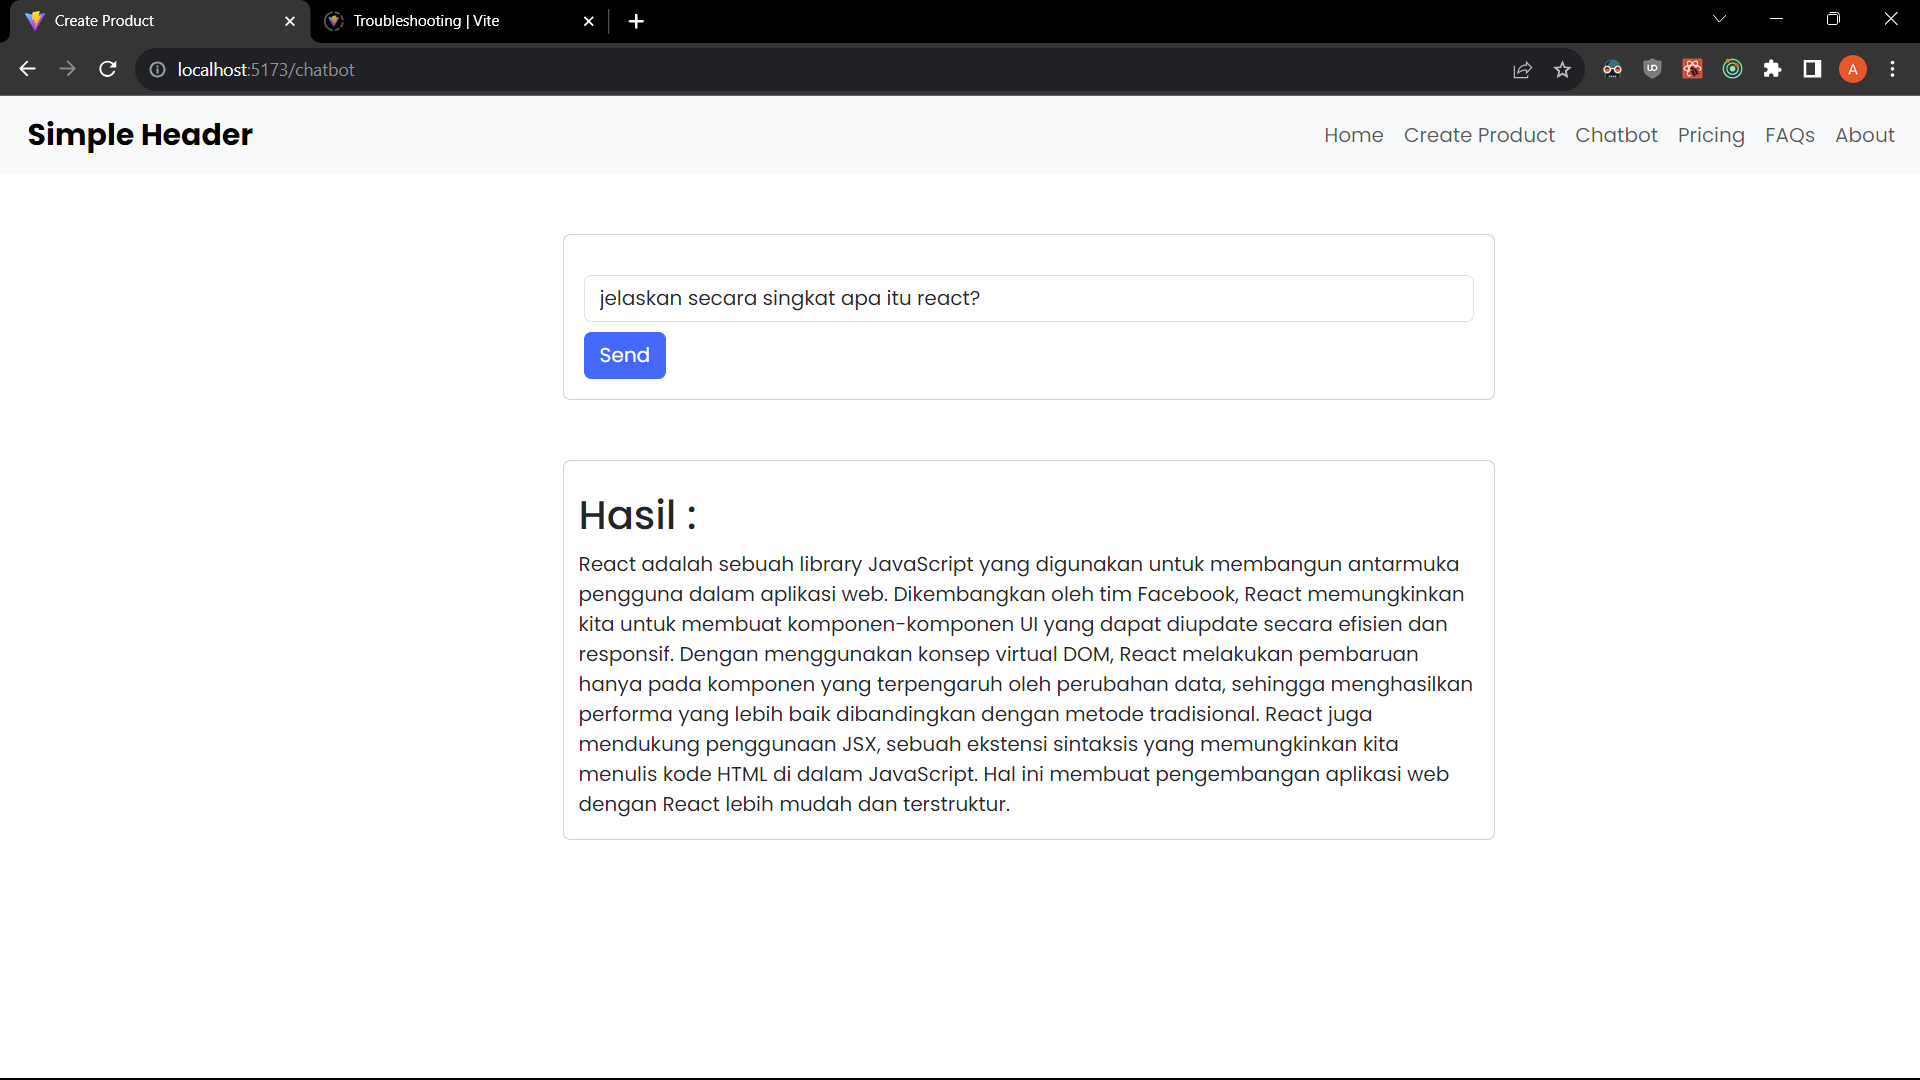 Create Product
Troubleshooting | Vite
localhost:5173/chatbot
A
Simple Header
Home Create Product Chatbot Pricing FAQs About
jelaskan secara singkat apa itu react?
Send
Hasil :
React adalah sebuah library JavaScript yang digunakan untuk membangun antarmuka
pengguna dalam aplikasi web. Dikembangkan oleh tim Facebook, React memungkinkan
kita untuk membuat komponen-komponen UI yang dapat diupdate secara efisien dan
responsif. Dengan menggunakan konsep virtual DOM, React melakukan pembaruan
hanya pada komponen yang terpengaruh oleh perubahan data, sehingga menghasilkan
performa yang lebih baik dibandingkan dengan metode tradisional. React juga
mendukung penggunaan JSX, sebuah ekstensi sintaksis yang memungkinkan kita
menulis kode HTML di dalam JavaScript. Hal ini membuat pengembangan aplikasi web
dengan React lebih mudah dan terstruktur.